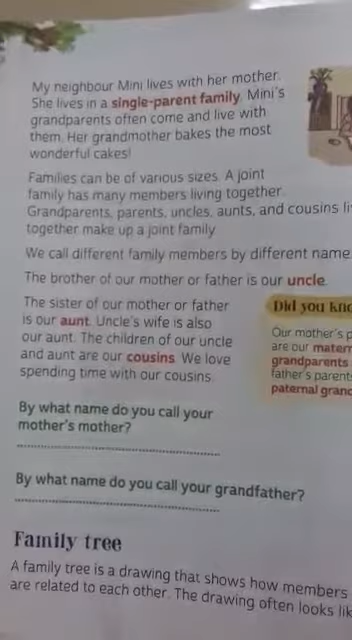 My neighbour Mini lives with her mother.
She lives in a single-parent family. Mini's
grandparents often come and live with
them. Her grandmother bakes the most
wonderful cakes!
Families can be of various sizes. A joint
family has many members living together.
Grandparents, parents, uncles, aunts, and cousins
together make up a joint family.
We call different family members by different name
The brother of our mother or father is our uncle.
The sister of our mother or father
is our aunt. Uncle's wife is also
our aunt. The children of our uncle
and aunt are our cousins. We love
spending time with our cousins.
Did you
Our mother's
are our
grandparents
father's
paternal
By what name do you call your
mother's mother?
By what name do you call your grandfather?
Family tree
A family tree is a drawing that shows how members
are related to each other. The drawing often looks